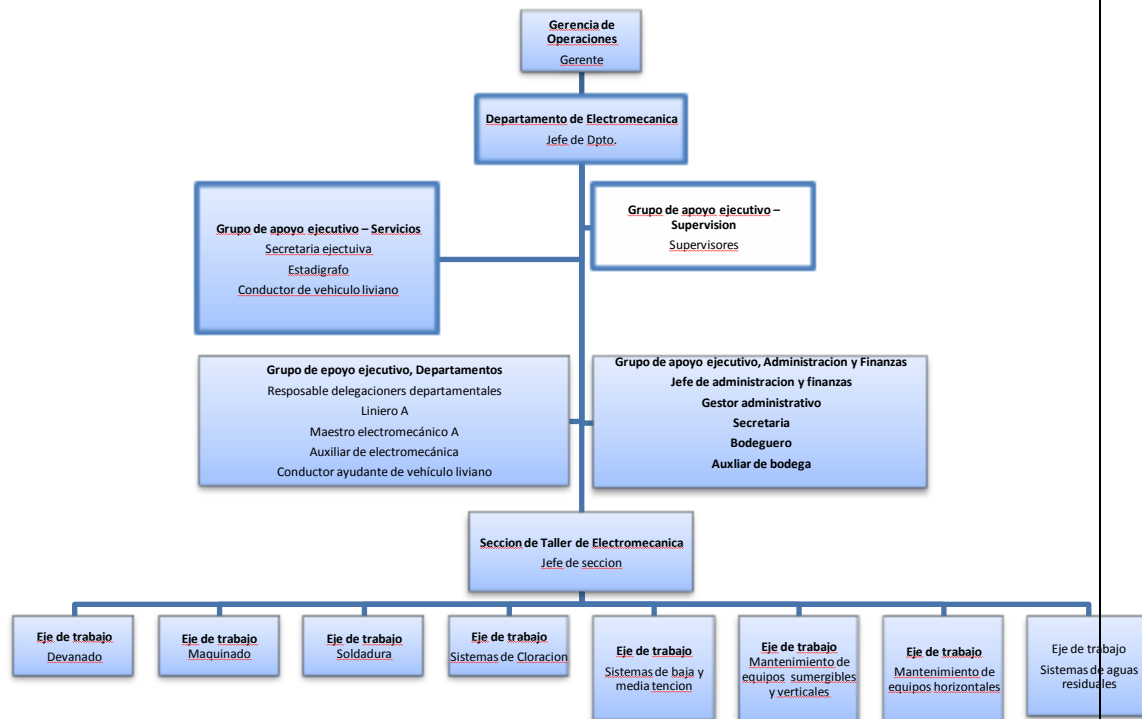 Gerencia de
Operaciones
Gerente
Departamento de Electromecanica
Jefe de Dpto.
Grupo de apoyo ejecutivo – Servicios
Secretaria ejectuiva
Estadigrafo
Conductor de vehiculo liviano
Grupo de apoyo ejecutivo –
Supervision
Supervisores
Grupo de epoyo ejecutivo, Departamentos
Resposable delegacioners departamentales
Liniero A
Maestro electromecánico A
Auxiliar de electromecánica
Conductor ayudante de vehículo liviano
Grupo de apoyo ejecutivo, Administracion y Finanzas
Jefe de administracion y finanzas
Gestor administrativo
Secretaria
Bodeguero
Auxliar de bodega
Seccion de Taller de Electromecanica
Jefe de seccion
Eje de trabajo
Devanado
Eje de trabajo
Maquinado
Eje de trabajo
Soldadura
Eje de trabajo
Sistemas de Cloracion
Eje de trabajo
Sistemas de baja y
media tencion
Eje de trabajo
Mantenimiento de
equipos sumergibles
y verticales
Eje de trabajo
Mantenimiento de
equipos horizontales
Eje de trabajo
Sistemas de aguas
residuales